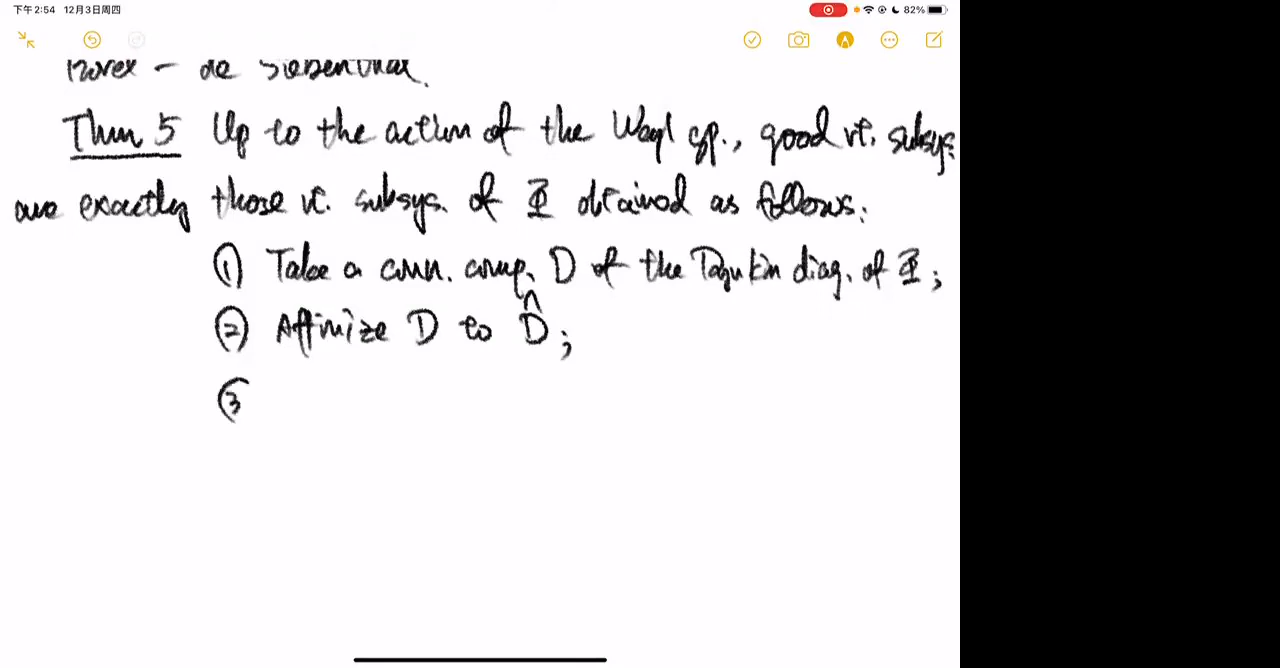 下午2:54 12月3日周四
82%
Borel – de Siebenthal.
Thm 5 Up to the action of the Weyl gp., good rt. subsys.
are exactly those rt. subsys. of Φ obtained as follows:
① Take a conn. comp. D of the Dynkin diag. of Φ;
② Affinize D to D̂;
③